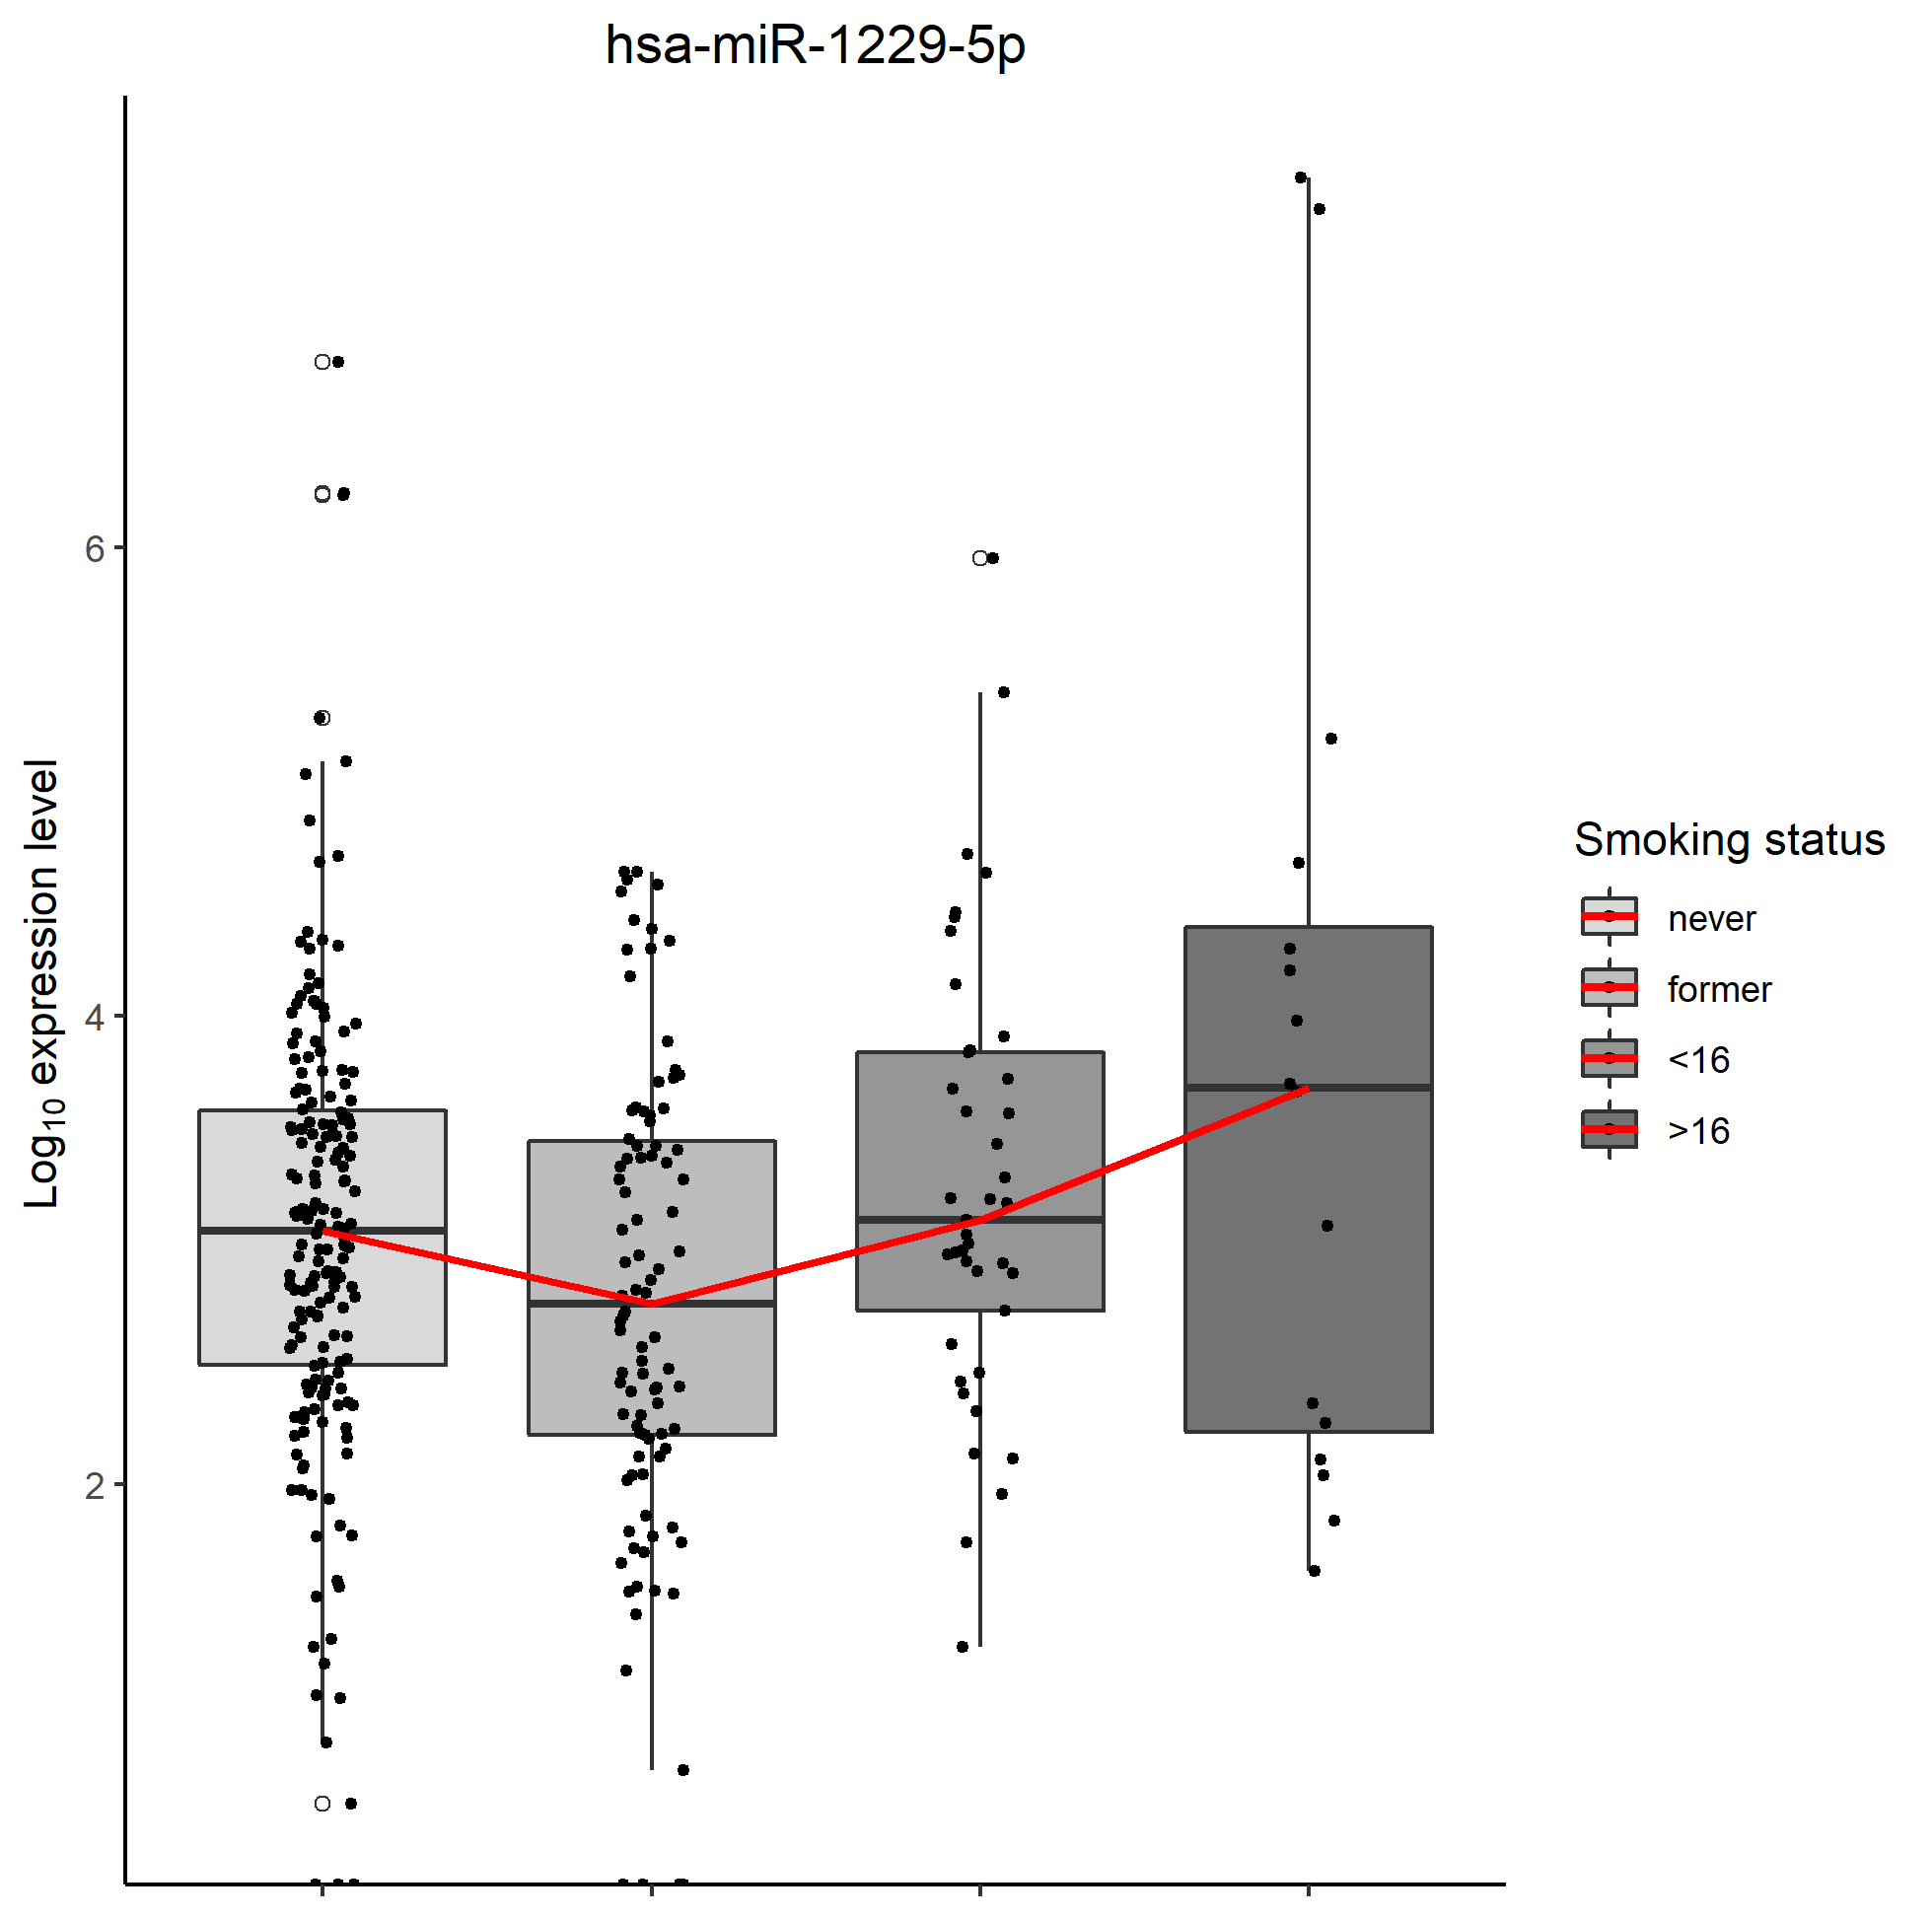 hsa-miR-1229-5p
Log₁₀ expression level
6
4
2
Smoking status
never
former
<16
>16